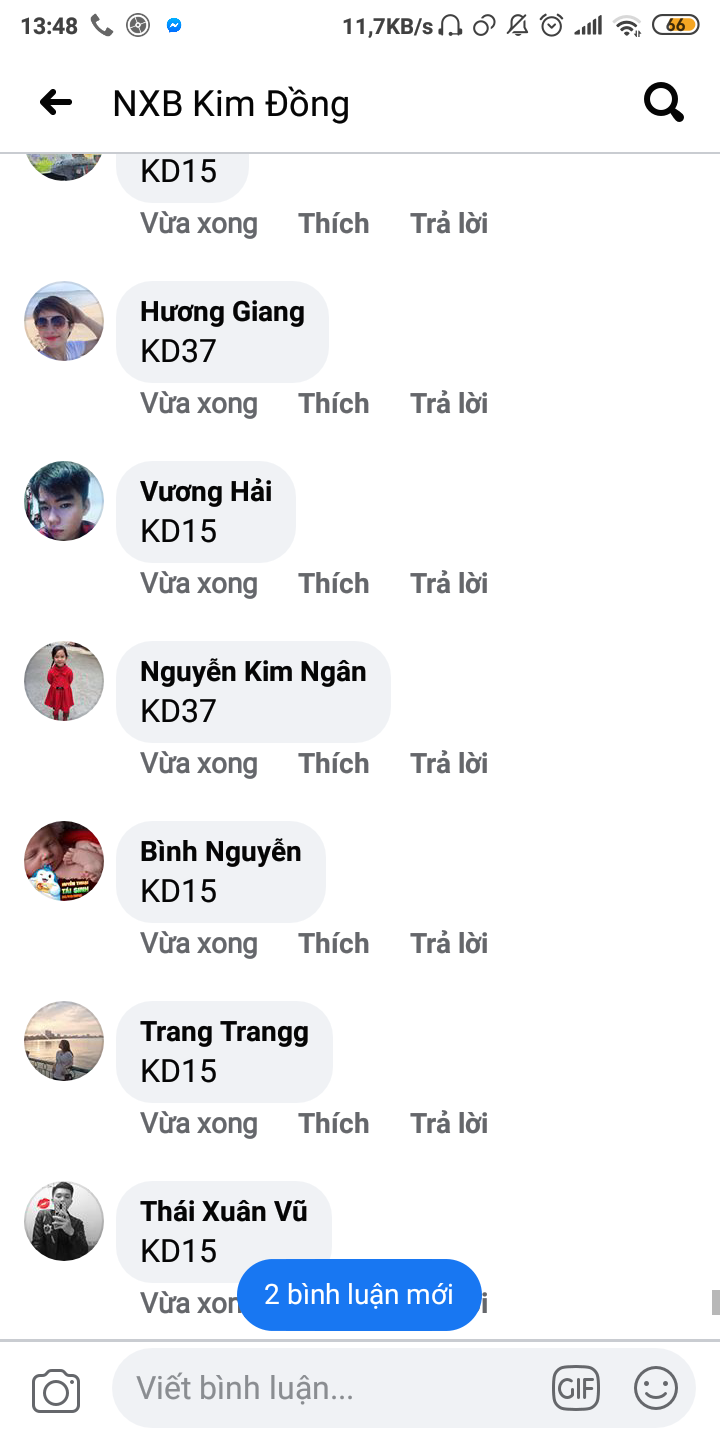 13:48 11,7KB/s 66
NXB Kim Đồng
KD15
Vừa xong Thích Trả lời
Hương Giang
KD37
Vừa xong Thích Trả lời
Vương Hải
KD15
Vừa xong Thích Trả lời
Nguyễn Kim Ngân
KD37
Vừa xong Thích Trả lời
Bình Nguyễn
KD15
Vừa xong Thích Trả lời
Trang Trangg
KD15
Vừa xong Thích Trả lời
Thái Xuân Vũ
KD15
Vừa
2 bình luận mới
Viết bình luận...
GIF